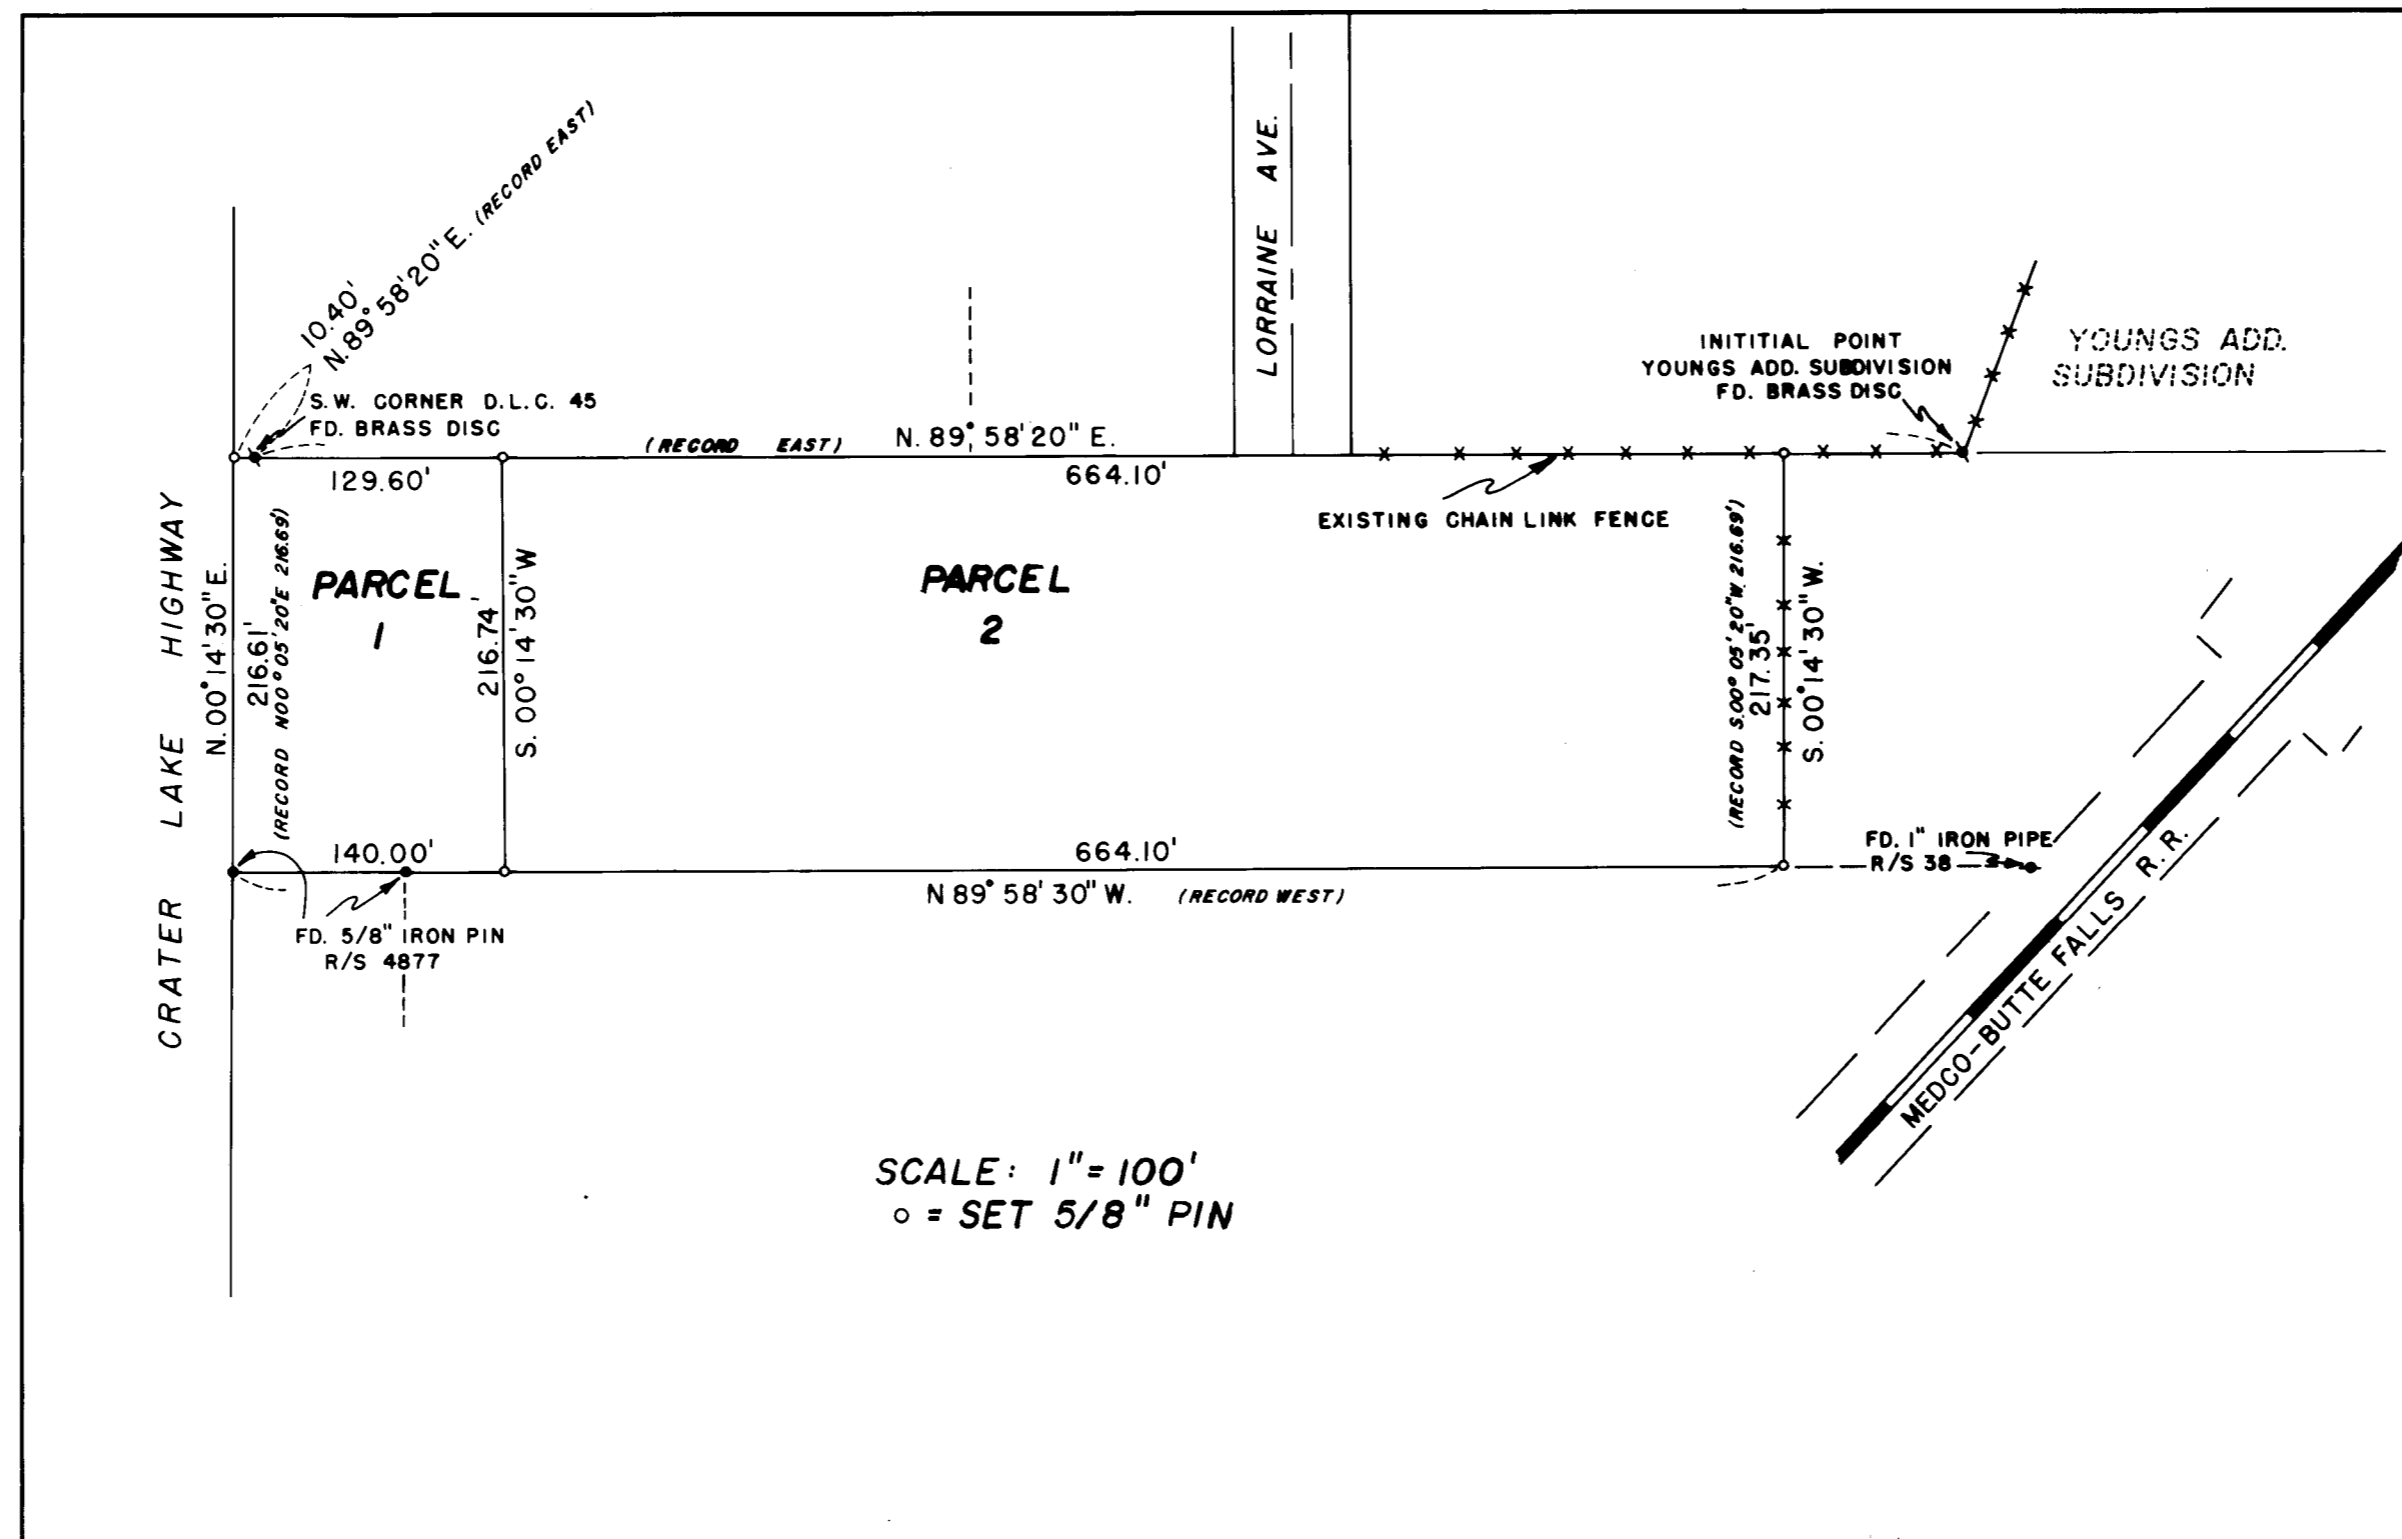 10.40'
N.89°58'20"E. (RECORD EAST)
LORRAINE AVE.
INITITIAL POINT
YOUNGS ADD. SUBDIVISION
FD. BRASS DISC
YOUNGS ADD.
SUBDIVISION
S.W. CORNER D.L.C. 45
FD. BRASS DISC
(RECORD EAST) N. 89° 58' 20" E.
129.60'
664.10'
EXISTING CHAIN LINK FENCE
CRATER LAKE HIGHWAY
N. 00° 14' 30" E.
216.61'
(RECORD N00° 05' 20"E 216.69')
PARCEL
1
216.74'
S. 00° 14' 30" W
PARCEL
2
(RECORD S.00° 05' 20"W. 216.69')
217.35'
S. 00° 14' 30" W.
140.00'
664.10'
N 89° 58' 30" W. (RECORD WEST)
FD. 1" IRON PIPE
R/S 38
FD. 5/8" IRON PIN
R/S 4877
MEDCO-BUTTE FALLS R.R.
SCALE: 1"= 100'
o = SET 5/8" PIN